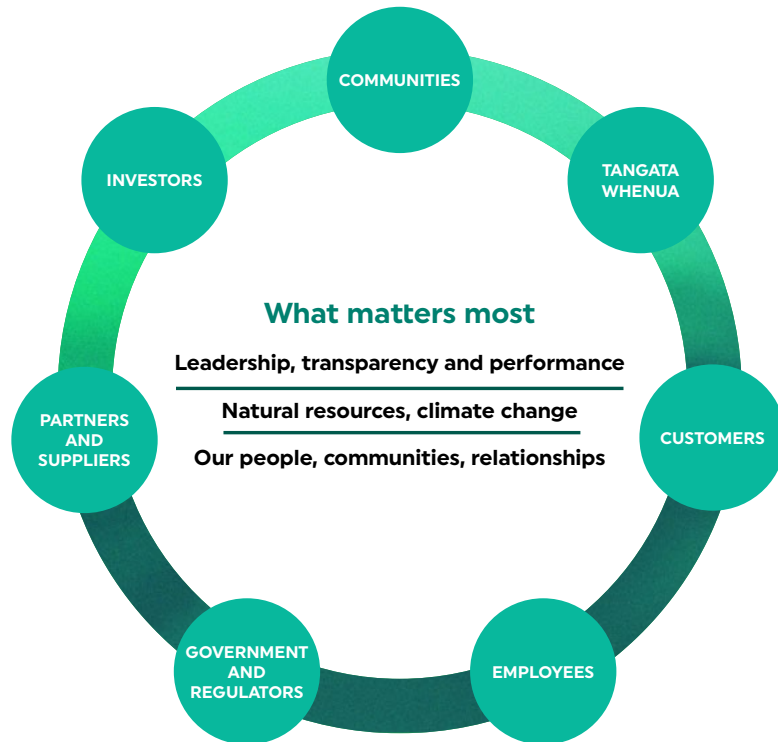 COMMUNITIES
INVESTORS
TANGATA
WHENUA
What matters most
Leadership, transparency and performance
Natural resources, climate change
Our people, communities, relationships
PARTNERS
AND
SUPPLIERS
CUSTOMERS
GOVERNMENT
AND
REGULATORS
EMPLOYEES